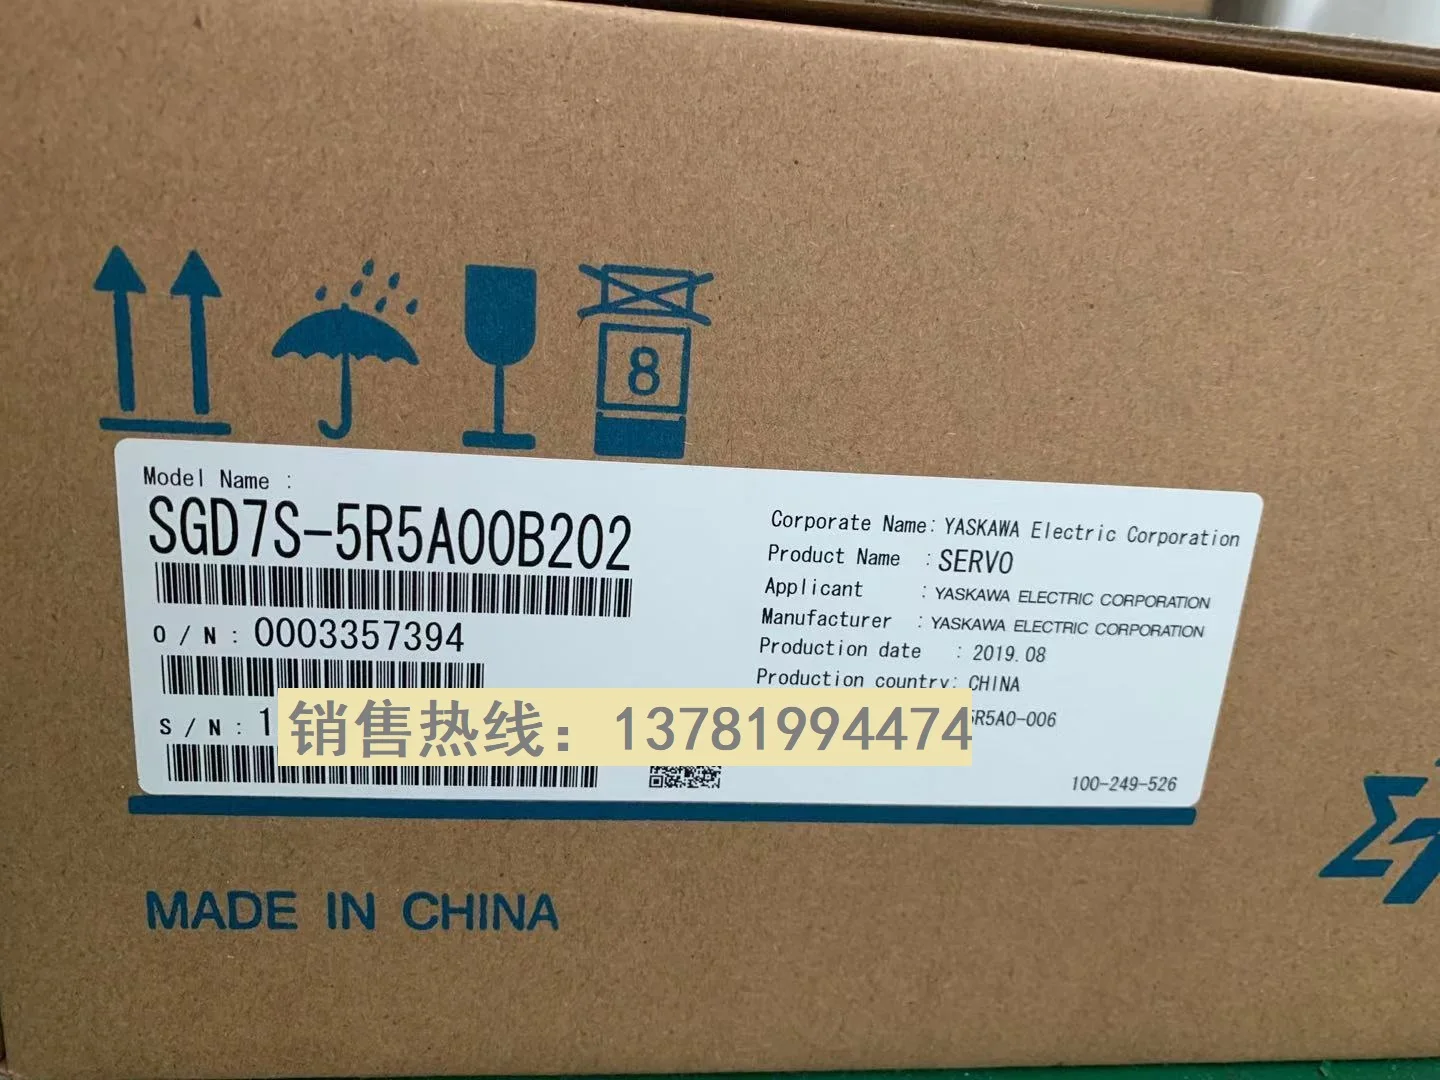 8
Model Name :
SGD7S-5R5A00B202
O / N : 0003357394
S / N : 1
Corporate Name: YASKAWA Electric Corporation
Product Name : SERVO
Applicant : YASKAWA ELECTRIC CORPORATION
Manufacturer : YASKAWA ELECTRIC CORPORATION
Production date : 2019.08
Production country: CHINA
5R5A0-006
销售热线：13781994474
100-249-526
MADE IN CHINA
Σ7